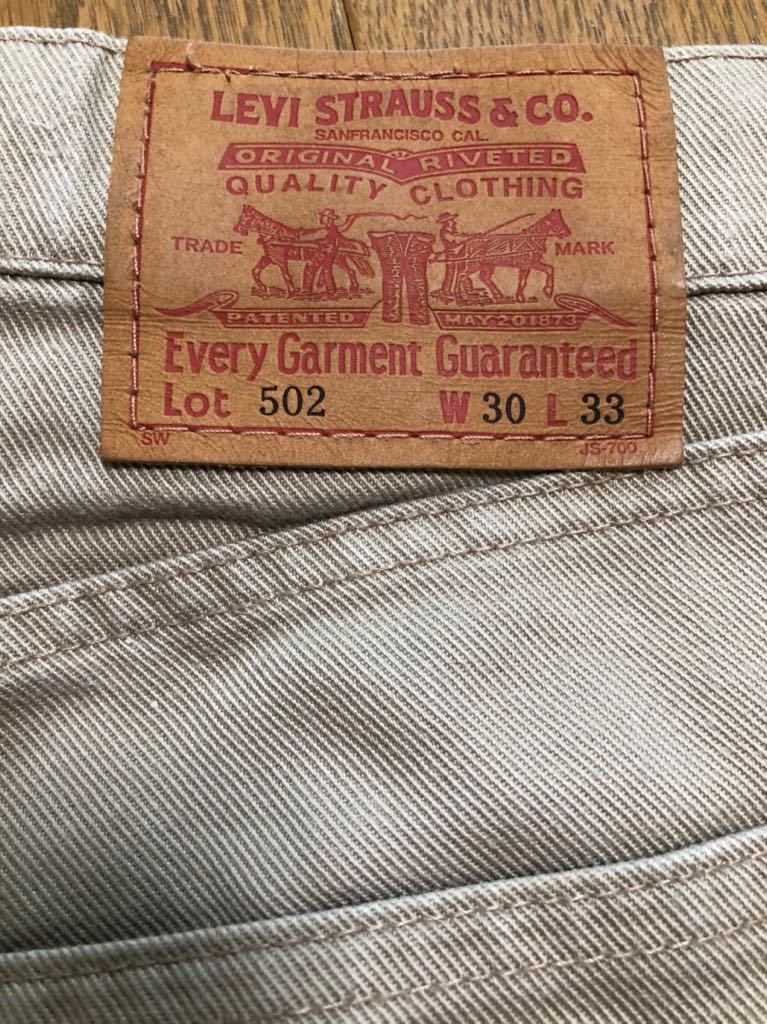 LEVI STRAUSS & CO.
SANFRANCISCO CAL.
ORIGINAL RIVETED
QUALITY CLOTHING
TRADE MARK
PATENTED MAY 20 1873
Every Garment Guaranteed
Lot 502 W 30 L 33
SW JS-700